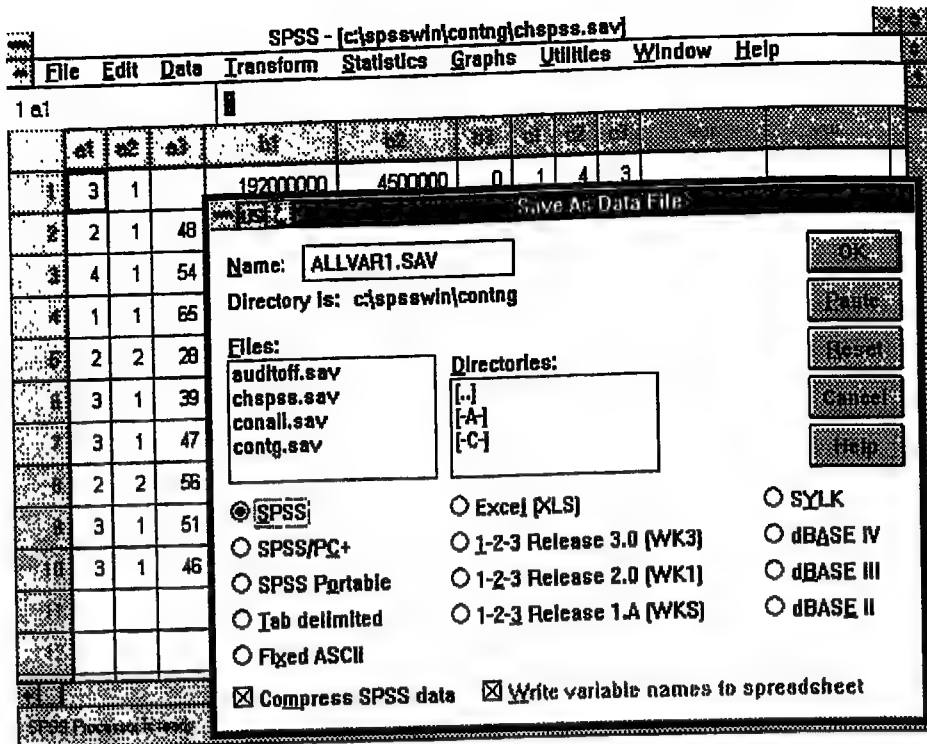 SPSS - [c:\spsswin\contng\chspss.sav]
File Edit Data Transform Statistics Graphs Utilities Window Help
1 a1
a1 a2 a3 b1 b2 b3 c1 c2 c3
1 3 1 192000000 4500000 0 1 4 3
2 2 1 48
3 4 1 54
4 1 1 65
5 2 2 28
6 3 1 39
7 3 1 47
8 2 2 56
9 3 1 51
10 3 1 46
Save As Data File
Name: ALLVAR1.SAV
Directory is: c:\spsswin\contng
Files:
auditoff.sav
chspss.sav
conall.sav
contg.sav
Directories:
[..]
[-A-]
[-C-]
OK
Paste
Reset
Cancel
Help
SPSS
SPSS/PC+
SPSS Portable
Tab delimited
Fixed ASCII
Excel (XLS)
1-2-3 Release 3.0 (WK3)
1-2-3 Release 2.0 (WK1)
1-2-3 Release 1.A (WKS)
SYLK
dBASE IV
dBASE III
dBASE II
Compress SPSS data
Write variable names to spreadsheet